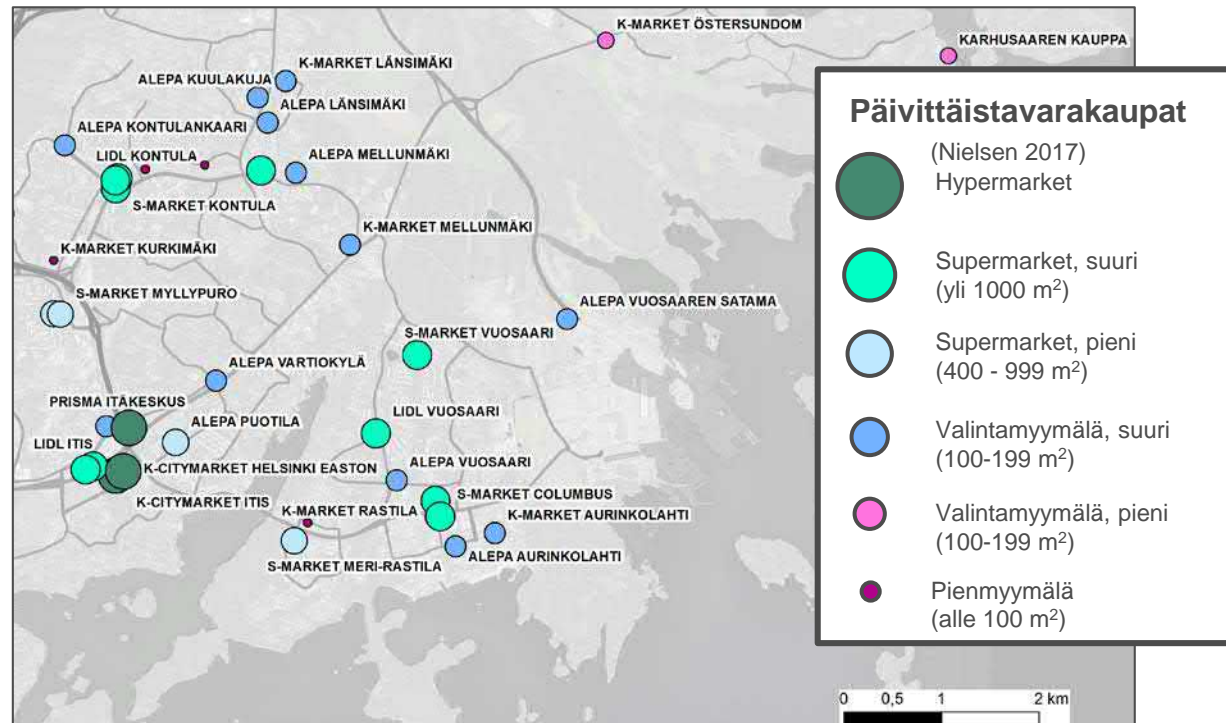 K-MARKET ÖSTERSUNDOM
KARHUSAAREN KAUPPA
K-MARKET LÄNSIMÄKI
ALEPA KUULAKUJA
ALEPA LÄNSIMÄKI
ALEPA KONTULANKAARI
LIDL KONTULA
ALEPA MELLUNMÄKI
S-MARKET KONTULA
K-MARKET MELLUNMÄKI
K-MARKET KURKIMÄKI
S-MARKET MYLLYPURO
ALEPA VUOSAAREN SATAMA
S-MARKET VUOSAARI
ALEPA VARTIOKYLÄ
PRISMA ITÄKESKUS
ALEPA PUOTILA
LIDL VUOSAARI
LIDL ITIS
K-CITYMARKET HELSINKI EASTON
ALEPA VUOSAARI
K-CITYMARKET ITIS
S-MARKET COLUMBUS
K-MARKET RASTILA
K-MARKET AURINKOLAHTI
ALEPA AURINKOLAHTI
S-MARKET MERI-RASTILA
Päivittäistavarakaupat
(Nielsen 2017)
Hypermarket
Supermarket, suuri
(yli 1000 m²)
Supermarket, pieni
(400 - 999 m²)
Valintamyymälä, suuri
(100-199 m²)
Valintamyymälä, pieni
(100-199 m²)
Pienmyymälä
(alle 100 m²)
0 0,5 1 2 km